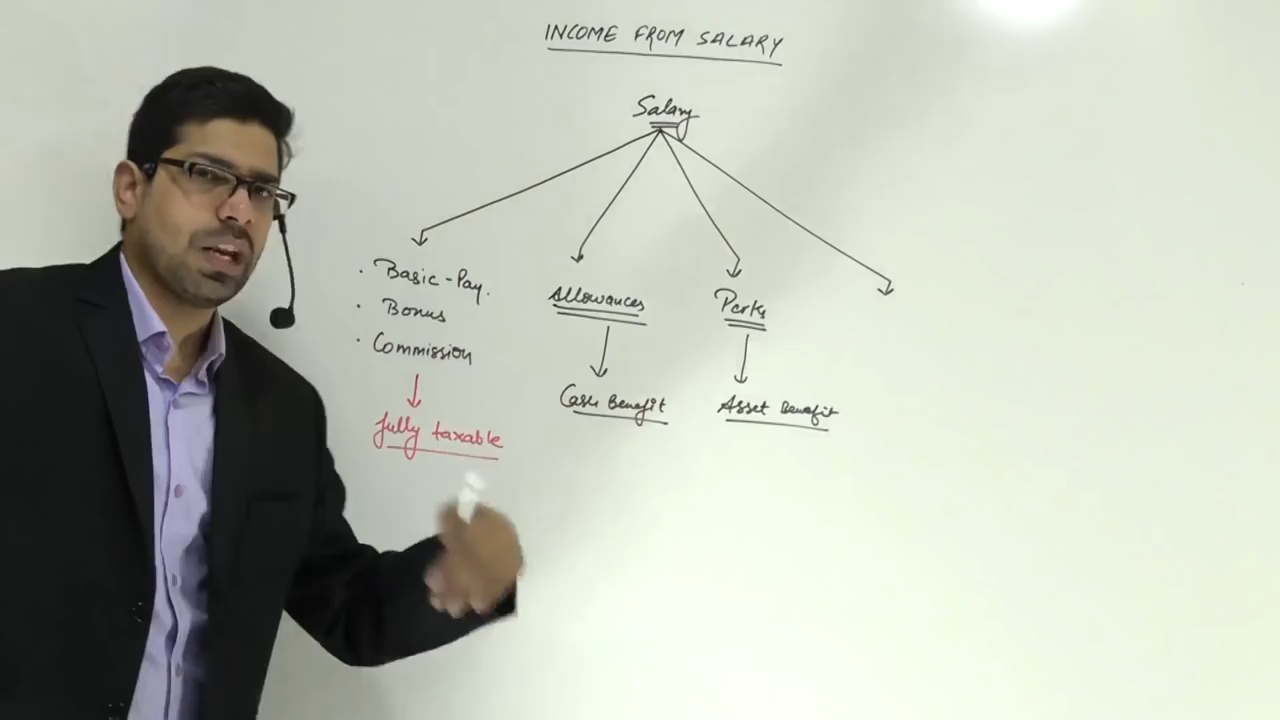 INCOME FROM SALARY
Salary
· Basic-Pay.
· Bonus
· Commission
fully taxable
Allowances
Cash Benefit
Perks
Asset Benefit